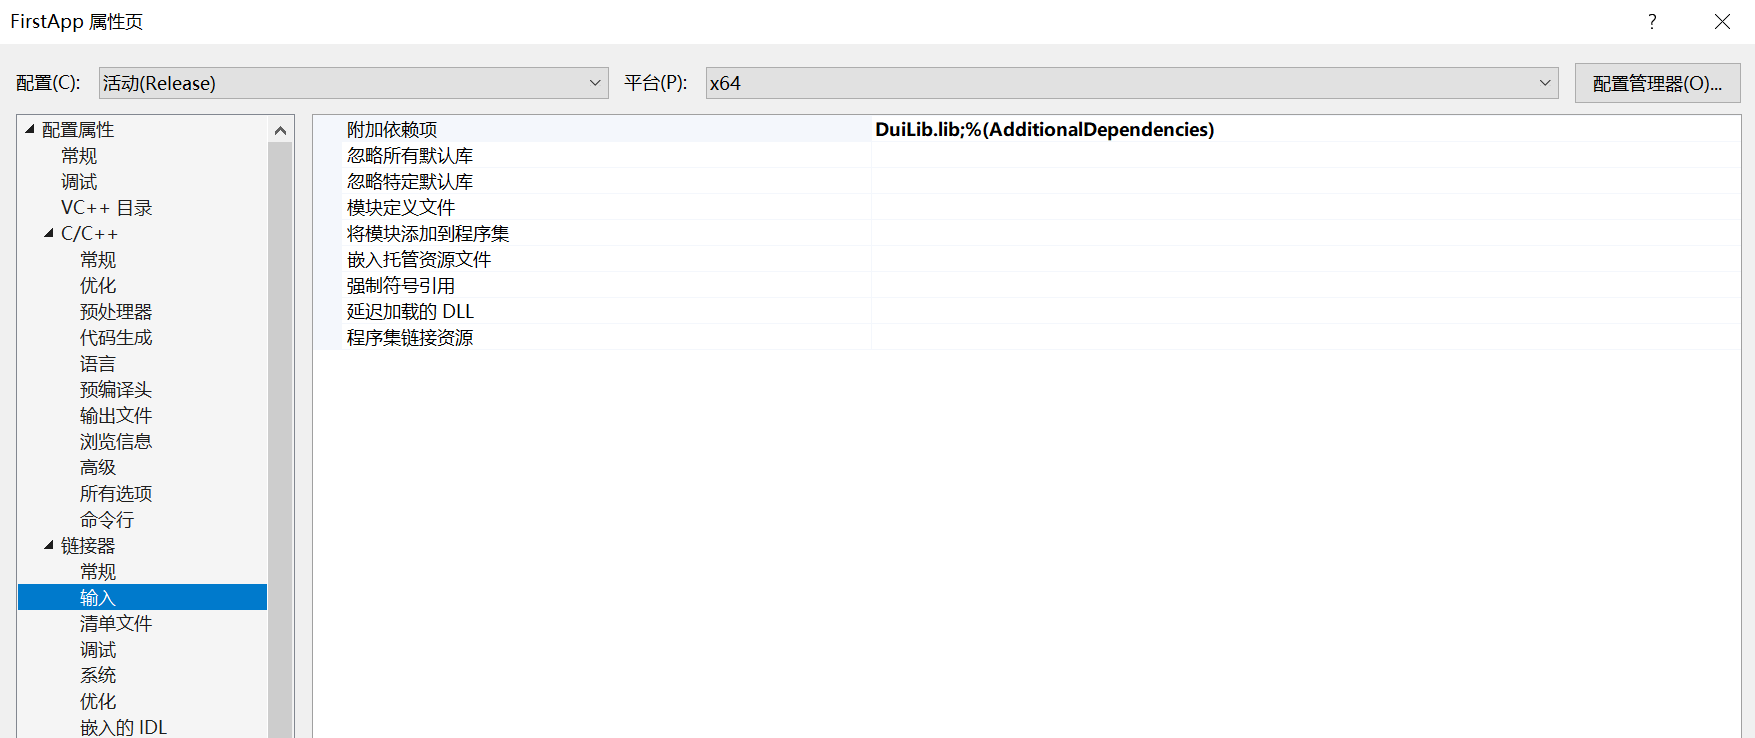 FirstApp 属性页
?
配置(C):
活动(Release)
平台(P):
x64
配置管理器(O)...
配置属性
常规
调试
VC++ 目录
C/C++
常规
优化
预处理器
代码生成
语言
预编译头
输出文件
浏览信息
高级
所有选项
命令行
链接器
常规
输入
清单文件
调试
系统
优化
嵌入的 IDL
附加依赖项 DuiLib.lib;%(AdditionalDependencies)
忽略所有默认库
忽略特定默认库
模块定义文件
将模块添加到程序集
嵌入托管资源文件
强制符号引用
延迟加载的 DLL
程序集链接资源